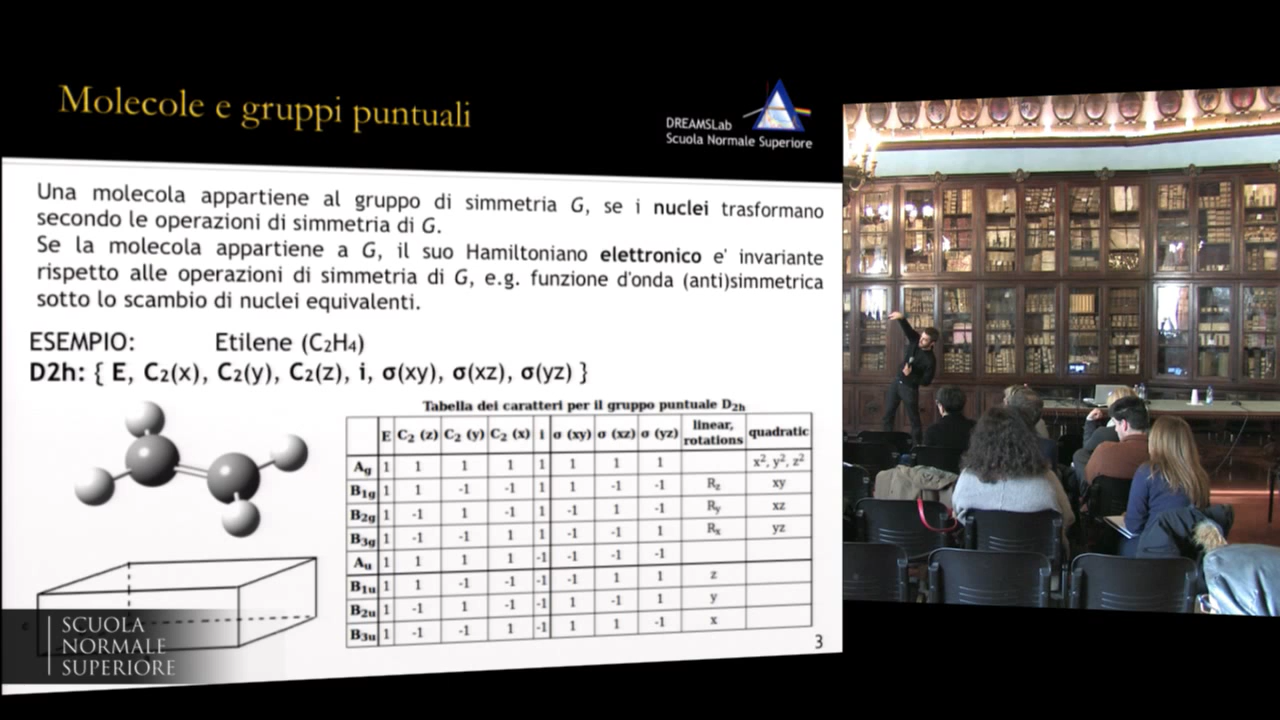 Molecole e gruppi puntuali
DREAMSLab
Scuola Normale Superiore
Una molecola appartiene al gruppo di simmetria G, se i nuclei trasformano
secondo le operazioni di simmetria di G.
Se la molecola appartiene a G, il suo Hamiltoniano elettronico e' invariante
rispetto alle operazioni di simmetria di G, e.g. funzione d'onda (anti)simmetrica
sotto lo scambio di nuclei equivalenti.
ESEMPIO: Etilene (C₂H₄)
D2h: { E, C₂(x), C₂(y), C₂(z), i, σ(xy), σ(xz), σ(yz) }
Tabella dei caratteri per il gruppo puntuale D₂h
E C₂ (z) C₂ (y) C₂ (x) i σ (xy) σ (xz) σ (yz) linear, rotations quadratic
Ag 1 1 1 1 1 1 1 1 x², y², z²
B1g 1 1 -1 -1 1 1 -1 -1 Rz xy
B2g 1 -1 1 -1 1 -1 1 -1 Ry xz
B3g 1 -1 -1 1 1 -1 -1 1 Rx yz
Au 1 1 1 1 -1 -1 -1 -1
B1u 1 1 -1 -1 -1 -1 1 1 z
B2u 1 -1 1 -1 -1 1 -1 1 y
B3u 1 -1 -1 1 -1 1 1 -1 x
3
SCUOLA
NORMALE
SUPERIORE